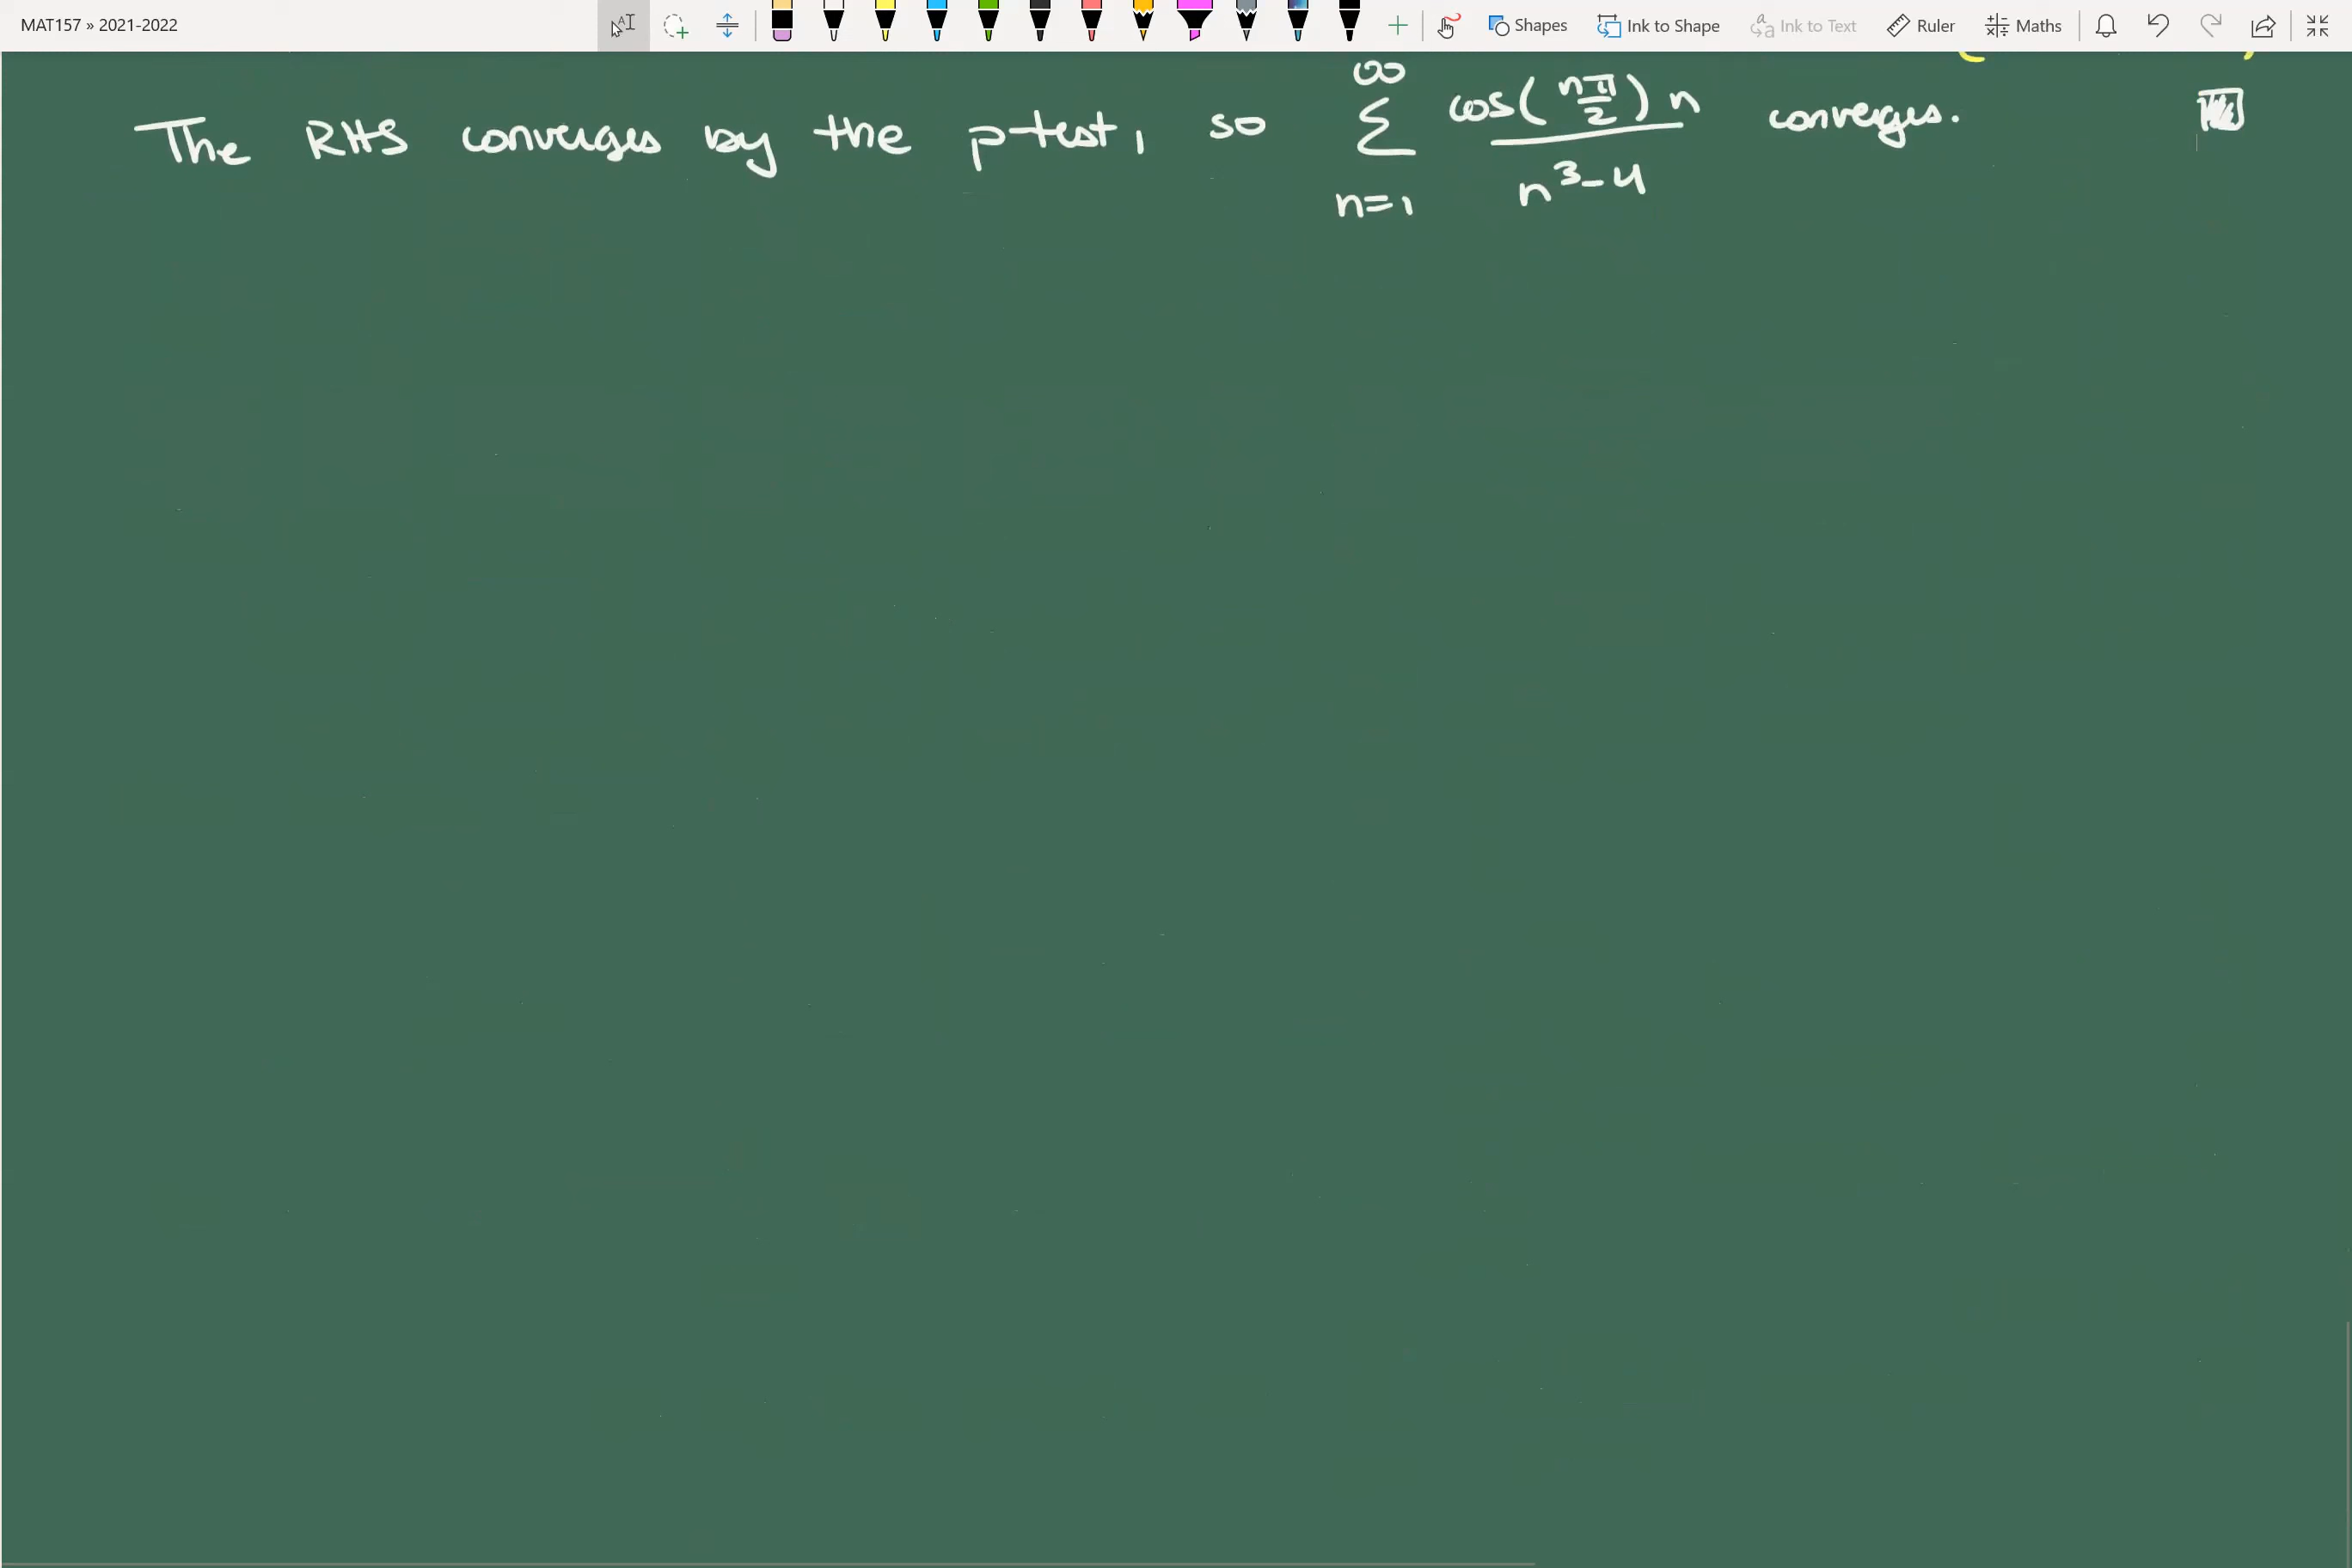 MAT157 » 2021-2022
Shapes Ink to Shape Ink to Text Ruler Maths
The RHS converges by the p-test, so ∞ Σ n=1 cos(nπ/2) n / n³-4 converges.